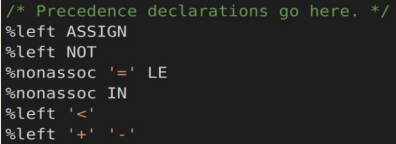 /* Precedence declarations go here. */
%left ASSIGN
%left NOT
%nonassoc '=' LE
%nonassoc IN
%left '<'
%left '+' '-'